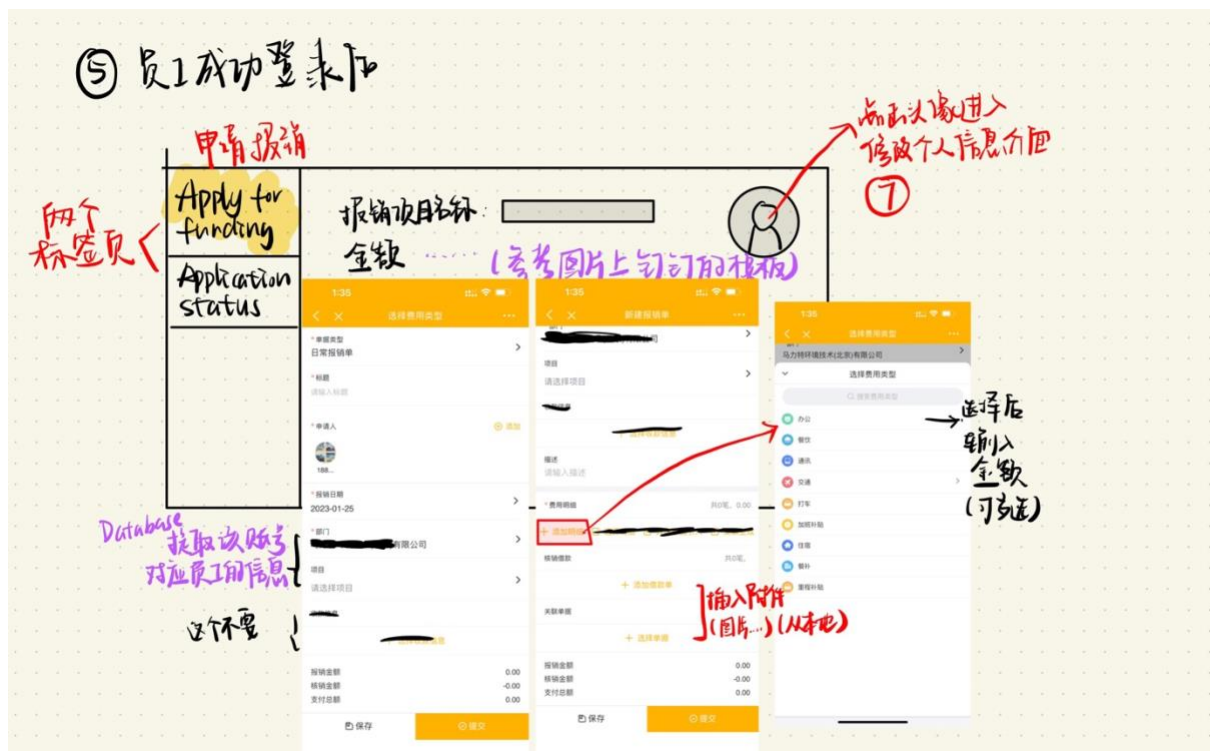 ⑤ 员工成功登录后
申请报销
两个
标签页
Apply for
funding
Application
status
报销项目名称:
金额 ……
(参考图片上钉钉的模板)
点击头像进入
修改个人信息介面
⑦
1:35
选择费用类型
*单据类型
日常报销单
*标题
请输入标题
*申请人
添加
188...
*报销日期
2023-01-25
*部门
有限公司
项目
请选择项目
报销金额 0.00
核销金额 -0.00
支付总额 0.00
保存
提交
1:35
新建报销单
项目
请选择项目
描述
请输入描述
*费用明细 共0笔, 0.00
+ 添加明细
核销借款 共0笔,
+ 添加借款单
关联单据
+ 选择单据
报销金额 0.00
核销金额 -0.00
支付总额 0.00
保存
提交
1:35
选择费用类型
马力特环境技术(北京)有限公司
选择费用类型
搜索费用类型
办公
餐饮
通讯
交通
打车
加班补贴
住宿
餐补
里程补贴
选择后
输入
金额
(可多选)
Database
提取该账号
对应员工的信息
这个不要
插入附件
(图片...)(从本地)